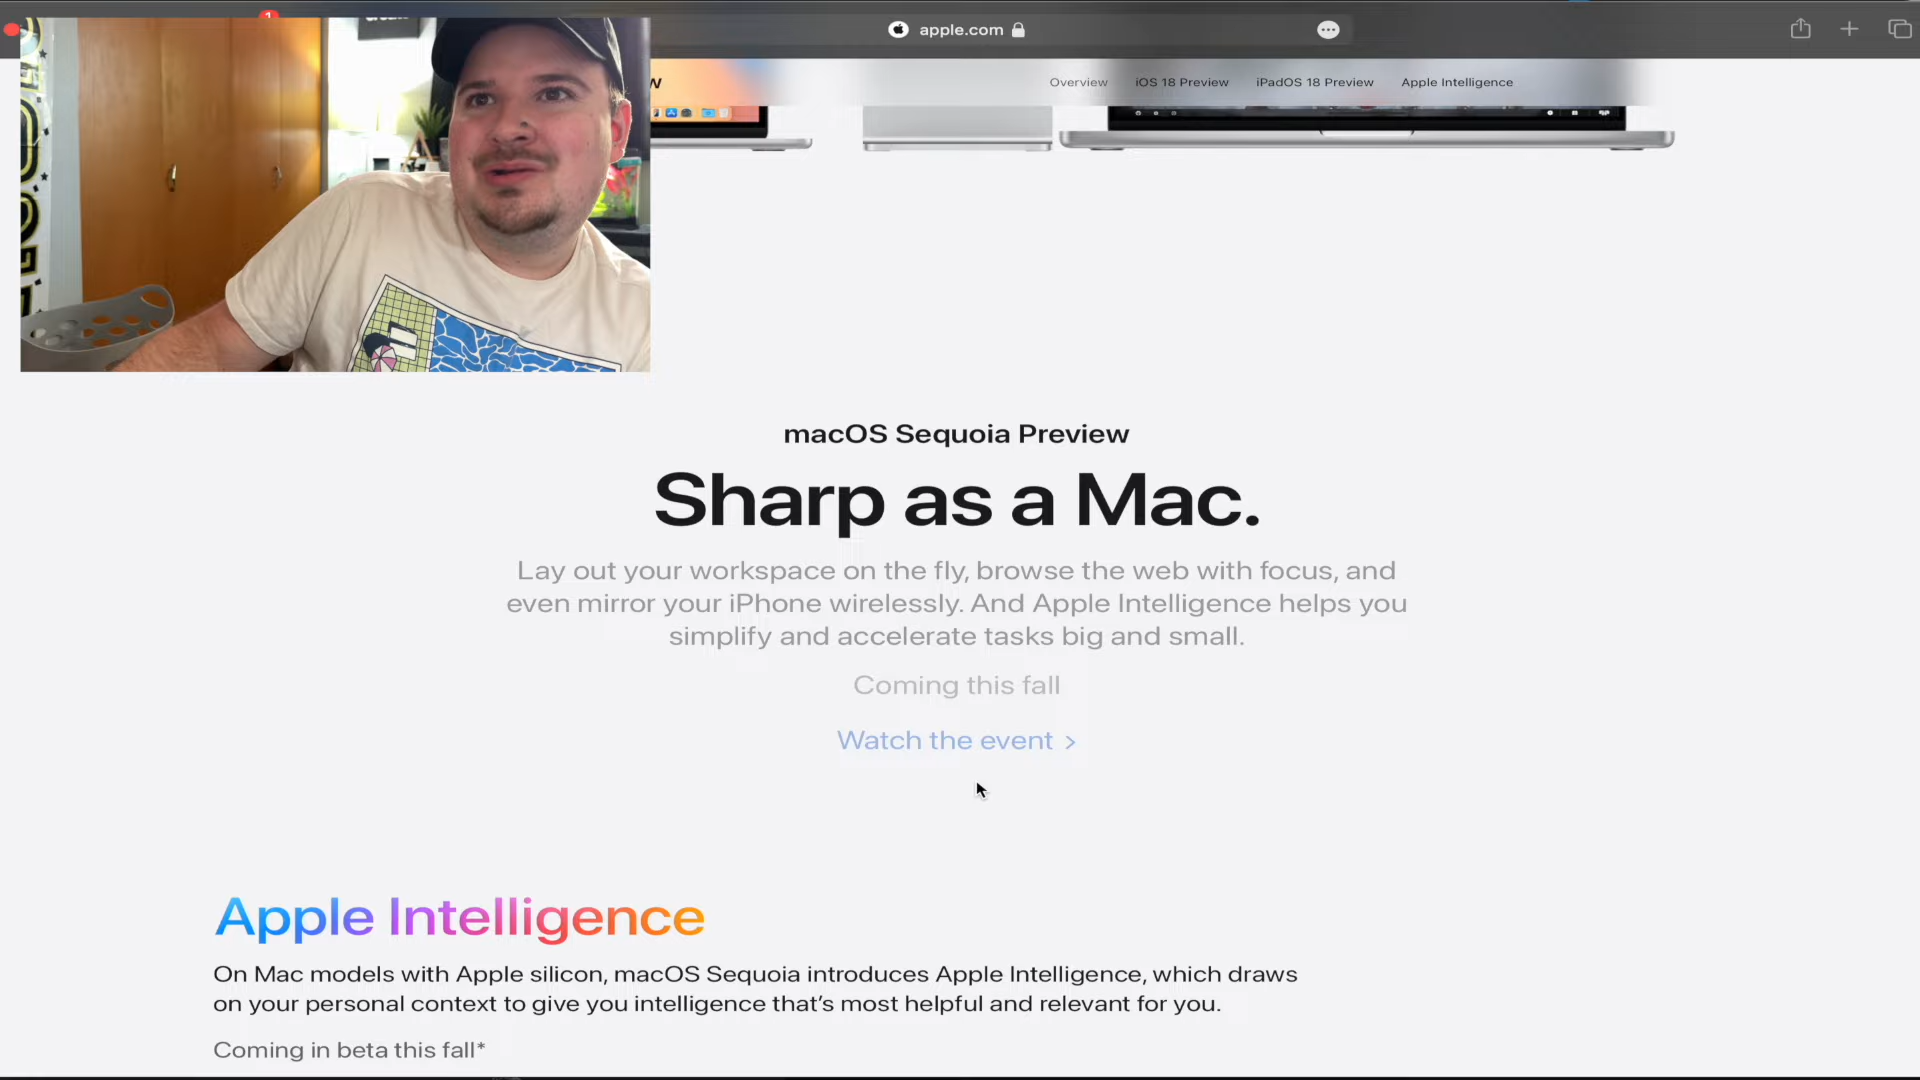 1
apple.com
Overview
iOS 18 Preview
iPadOS 18 Preview
Apple Intelligence
macOS Sequoia Preview
Sharp as a Mac.
Lay out your workspace on the fly, browse the web with focus, and
even mirror your iPhone wirelessly. And Apple Intelligence helps you
simplify and accelerate tasks big and small.
Coming this fall
Watch the event >
Apple Intelligence
On Mac models with Apple silicon, macOS Sequoia introduces Apple Intelligence, which draws
on your personal context to give you intelligence that's most helpful and relevant for you.
Coming in beta this fall*